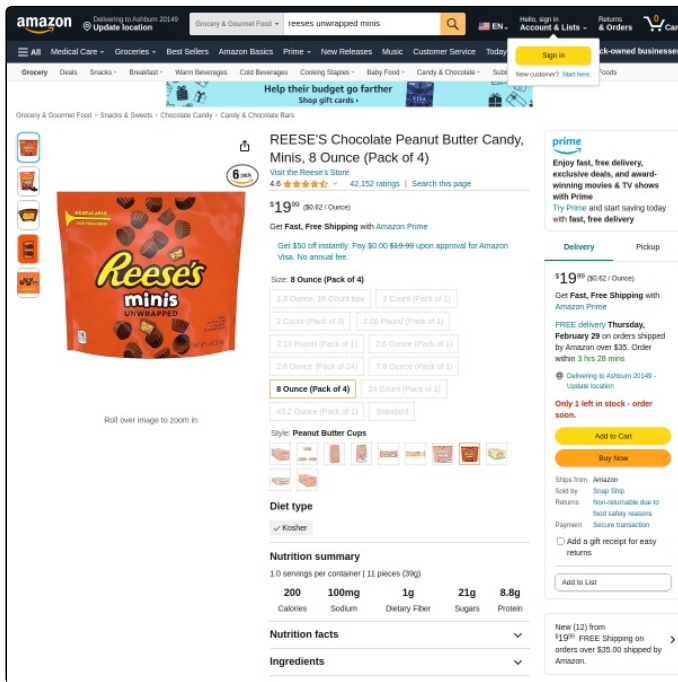 amazon
Delivering to Ashburn 20149
Update location
Grocery & Gourmet Food
reeses unwrapped minis
EN
Hello, sign in
Account & Lists
Returns
& Orders
0
Car
All
Medical Care
Groceries
Best Sellers
Amazon Basics
Prime
New Releases
Music
Customer Service
Today
ck-owned businesse
Sign in
New customer? Start here.
Grocery
Deals
Snacks
Breakfast
Warm Beverages
Cold Beverages
Cooking Staples
Baby Food
Candy & Chocolate
Subs
Foods
Help their budget go farther
Shop gift cards ›
Grocery & Gourmet Food › Snacks & Sweets › Chocolate Candy › Candy & Chocolate Bars
6 pack
Reese's
minis
UNWRAPPED
Roll over image to zoom in
REESE'S Chocolate Peanut Butter Candy,
Minis, 8 Ounce (Pack of 4)
Visit the Reese's Store
4.6
42,152 ratings | Search this page
$1999 ($0.62 / Ounce)
Get Fast, Free Shipping with Amazon Prime
Get $50 off instantly: Pay $0.00 $19.99 upon approval for Amazon
Visa. No annual fee.
Size: 8 Ounce (Pack of 4)
1.3 Ounce, 16 Count box
2 Count (Pack of 1)
2 Count (Pack of 3)
2.06 Pound (Pack of 1)
2.13 Pound (Pack of 1)
2.6 Ounce (Pack of 1)
2.8 Ounce (Pack of 24)
7.6 Ounce (Pack of 1)
8 Ounce (Pack of 4)
24 Count (Pack of 1)
43.2 Ounce (Pack of 1)
Standard
Style: Peanut Butter Cups
Diet type
Kosher
Nutrition summary
1.0 servings per container | 11 pieces (39g)
200 100mg 1g 21g 8.8g
Calories Sodium Dietary Fiber Sugars Protein
Nutrition facts
Ingredients
prime
Enjoy fast, free delivery,
exclusive deals, and award-
winning movies & TV shows
with Prime
Try Prime and start saving today
with fast, free delivery
Delivery
Pickup
$1999 ($0.62 / Ounce)
Get Fast, Free Shipping with
Amazon Prime
FREE delivery Thursday,
February 29 on orders shipped
by Amazon over $35. Order
within 3 hrs 28 mins
Delivering to Ashburn 20149 -
Update location
Only 1 left in stock - order
soon.
Add to Cart
Buy Now
Ships from Amazon
Sold by Snap Ship
Returns Non-returnable due to
food safety reasons
Payment Secure transaction
Add a gift receipt for easy
returns
Add to List
New (12) from
$1999 FREE Shipping on
orders over $35.00 shipped by
Amazon.